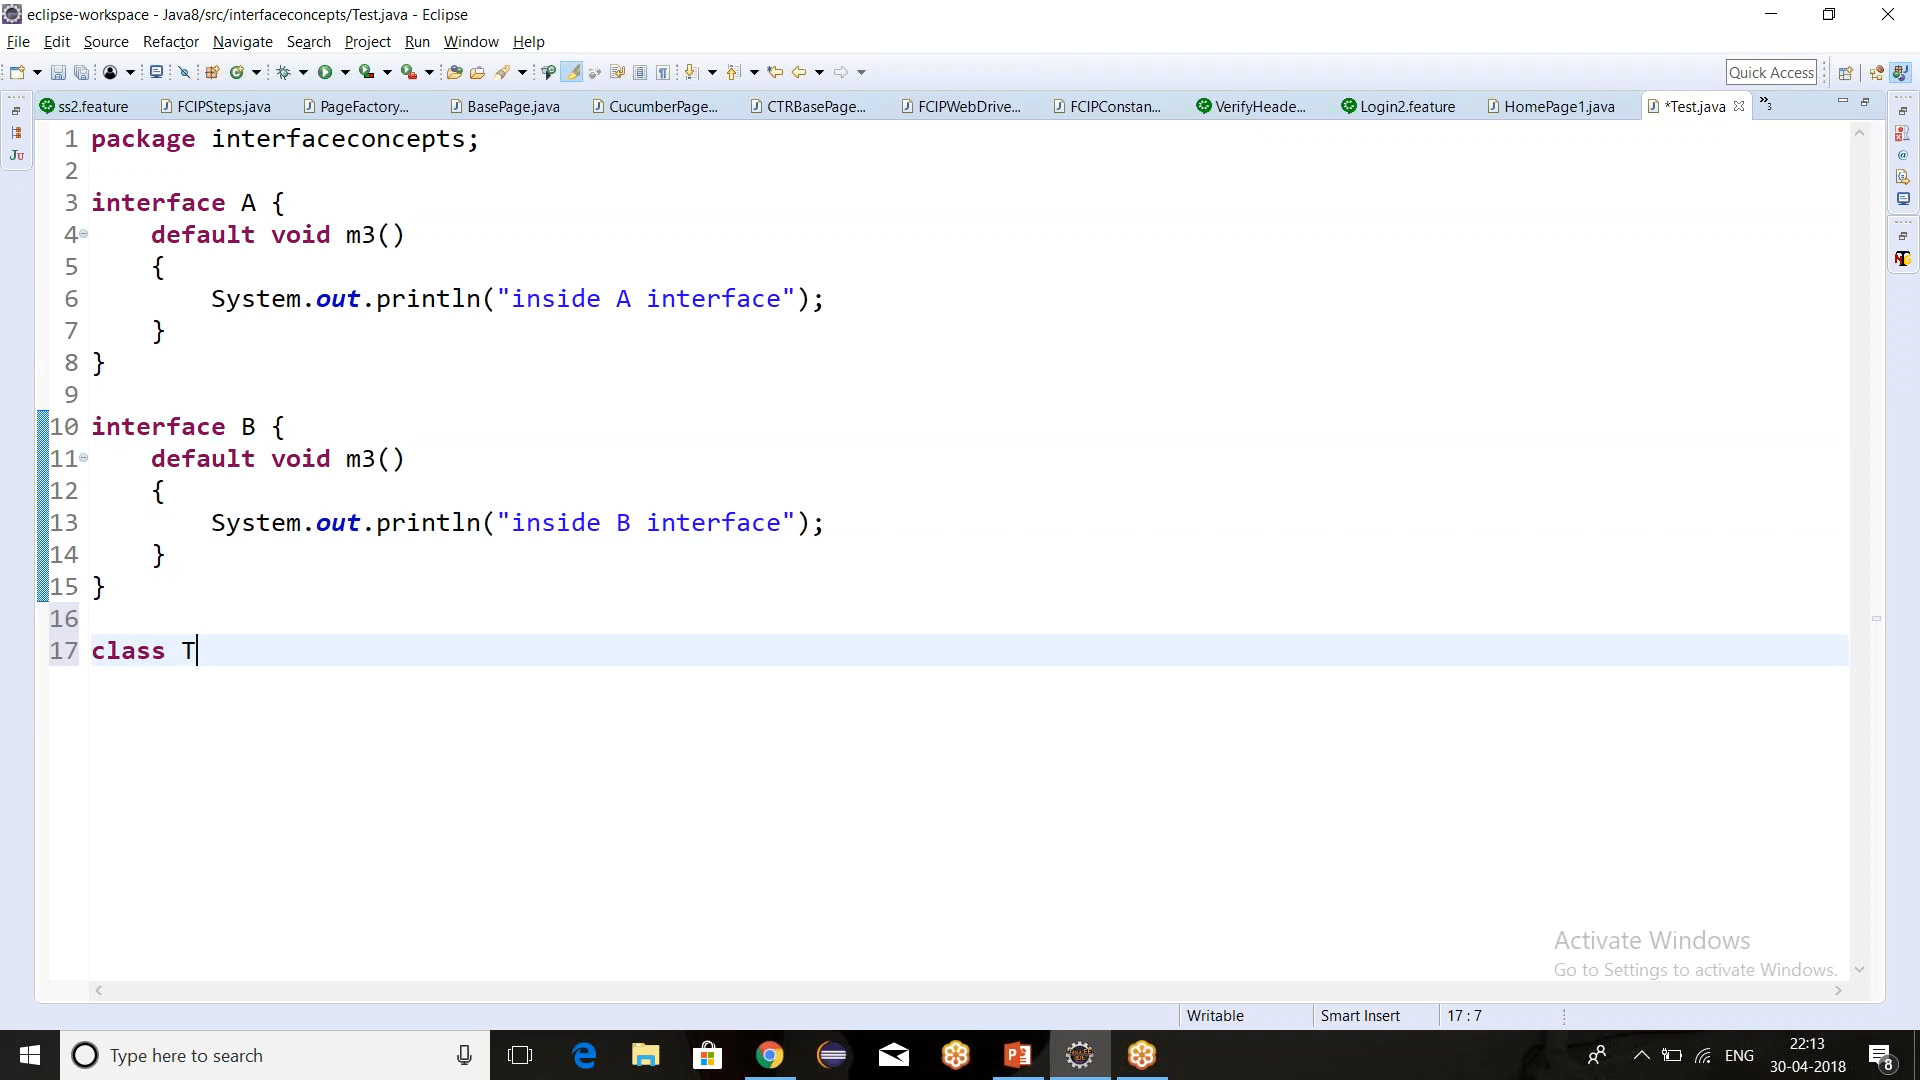 eclipse-workspace - Java8/src/interfaceconcepts/Test.java - Eclipse
File Edit Source Refactor Navigate Search Project Run Window Help
Quick Access
ss2.feature FCIPSteps.java PageFactory... BasePage.java CucumberPage... CTRBasePage... FCIPWebDrive... FCIPConstan... VerifyHeade... Login2.feature HomePage1.java *Test.java »3
1 package interfaceconcepts;
2
3 interface A {
4 default void m3()
5 {
6 System.out.println("inside A interface");
7 }
8 }
9
10 interface B {
11 default void m3()
12 {
13 System.out.println("inside B interface");
14 }
15 }
16
17 class T
Activate Windows
Go to Settings to activate Windows.
Writable Smart Insert 17 : 7
Type here to search
ENG
22:13
30-04-2018
8